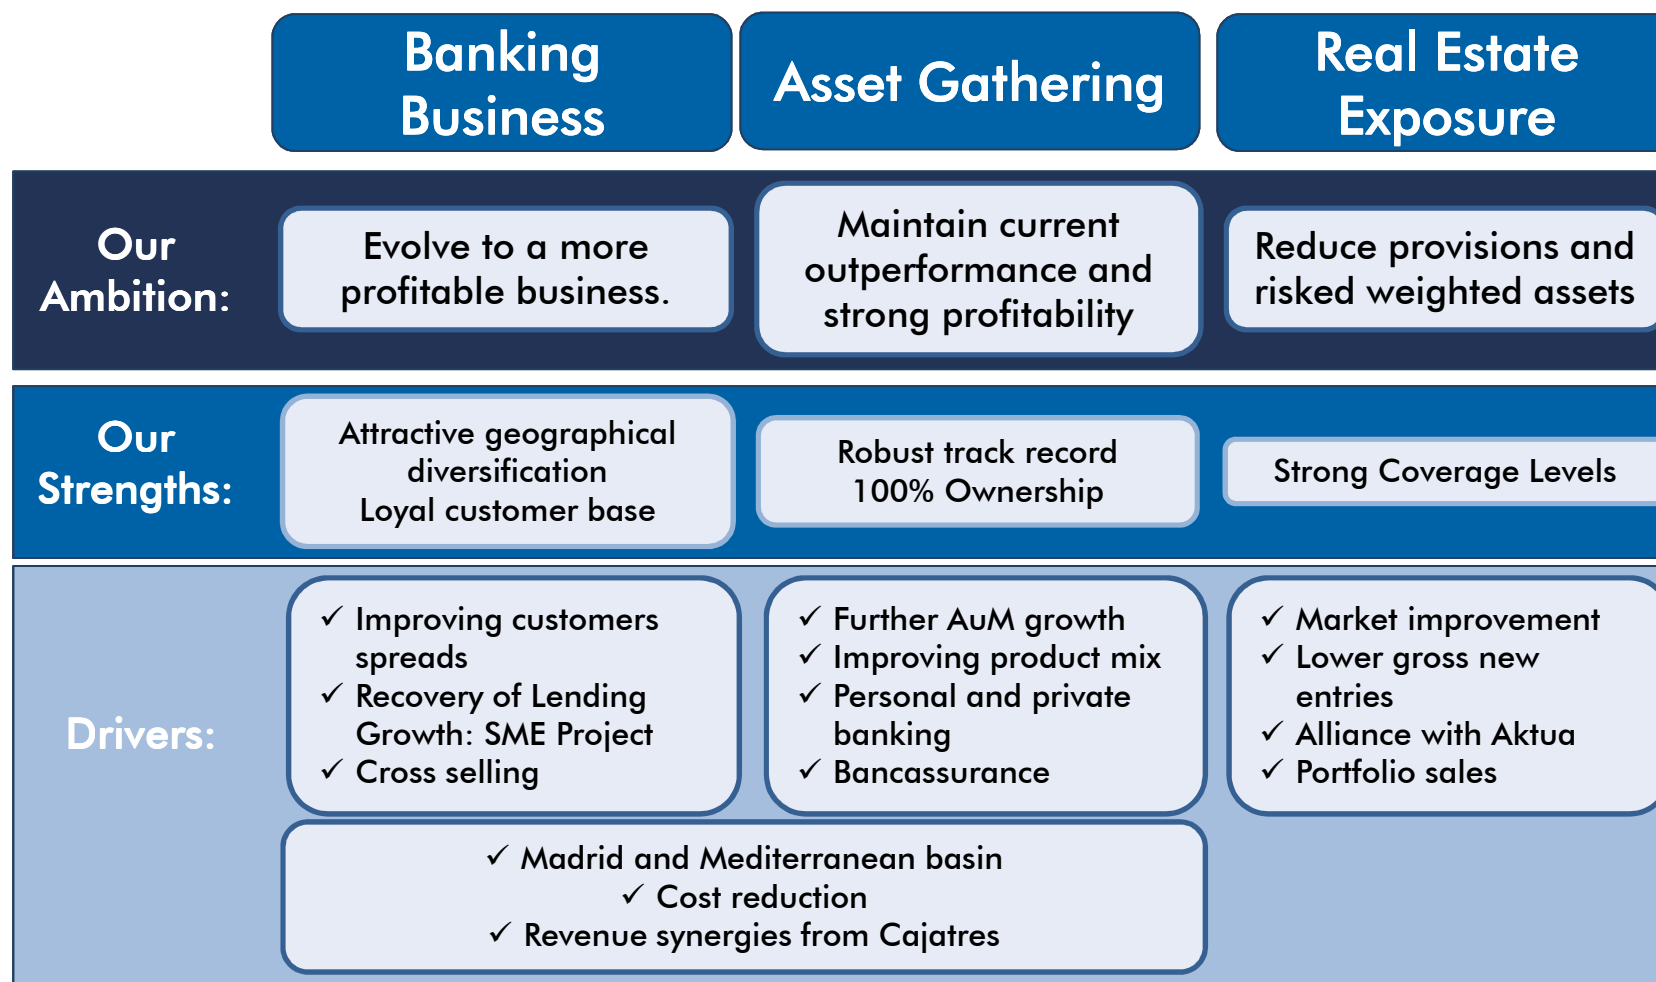 Banking
Business
Asset Gathering
Real Estate
Exposure
Our
Ambition:
Evolve to a more
profitable business.
Maintain current
outperformance and
strong profitability
Reduce provisions and
risked weighted assets
Our
Strengths:
Attractive geographical
diversification
Loyal customer base
Robust track record
100% Ownership
Strong Coverage Levels
Drivers:
✓ Improving customers
spreads
✓ Recovery of Lending
Growth: SME Project
✓ Cross selling
✓ Further AuM growth
✓ Improving product mix
✓ Personal and private
banking
✓ Bancassurance
✓ Market improvement
✓ Lower gross new
entries
✓ Alliance with Aktua
✓ Portfolio sales
✓ Madrid and Mediterranean basin
✓ Cost reduction
✓ Revenue synergies from Cajatres